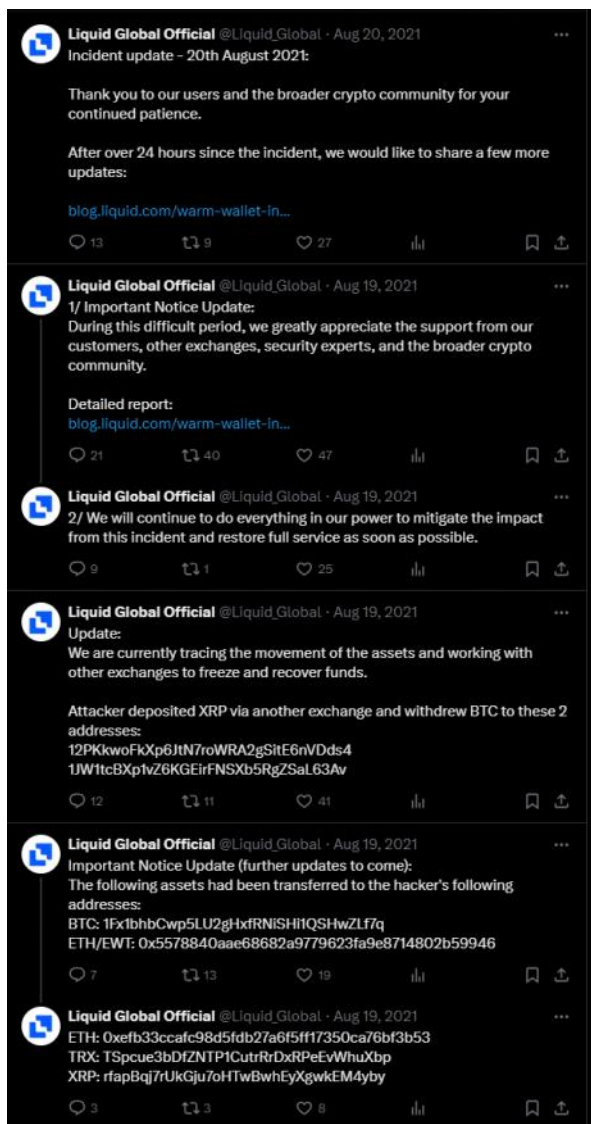 Liquid Global Official @Liquid_Global · Aug 20, 2021
Incident update - 20th August 2021:
Thank you to our users and the broader crypto community for your
continued patience.
After over 24 hours since the incident, we would like to share a few more
updates:
blog.liquid.com/warm-wallet-in...
13 9 27
Liquid Global Official @Liquid_Global · Aug 19, 2021
1/ Important Notice Update:
During this difficult period, we greatly appreciate the support from our
customers, other exchanges, security experts, and the broader crypto
community.
Detailed report:
blog.liquid.com/warm-wallet-in...
21 40 47
Liquid Global Official @Liquid_Global · Aug 19, 2021
2/ We will continue to do everything in our power to mitigate the impact
from this incident and restore full service as soon as possible.
9 1 25
Liquid Global Official @Liquid_Global · Aug 19, 2021
Update:
We are currently tracing the movement of the assets and working with
other exchanges to freeze and recover funds.
Attacker deposited XRP via another exchange and withdrew BTC to these 2
addresses:
12PKkwoFkXp6JtN7roWRA2gSitE6nVDds4
1JW1tcBXp1vZ6KGEirFNSXb5RgZSaL63Av
12 11 41
Liquid Global Official @Liquid_Global · Aug 19, 2021
Important Notice Update (further updates to come):
The following assets had been transferred to the hacker's following
addresses:
BTC: 1Fx1bhbCwp5LU2gHxfRNiSHi1QSHwZLf7q
ETH/EWT: 0x5578840aae68682a9779623fa9e8714802b59946
7 13 19
Liquid Global Official @Liquid_Global · Aug 19, 2021
ETH: 0xefb33ccafc98d5fdb27a6f5ff17350ca76bf3b53
TRX: TSpcue3bDfZNTP1CutrRrDxRPeEvWhuXbp
XRP: rfapBqj7rUkGju7oHTwBwhEyXgwkEM4yby
3 3 8